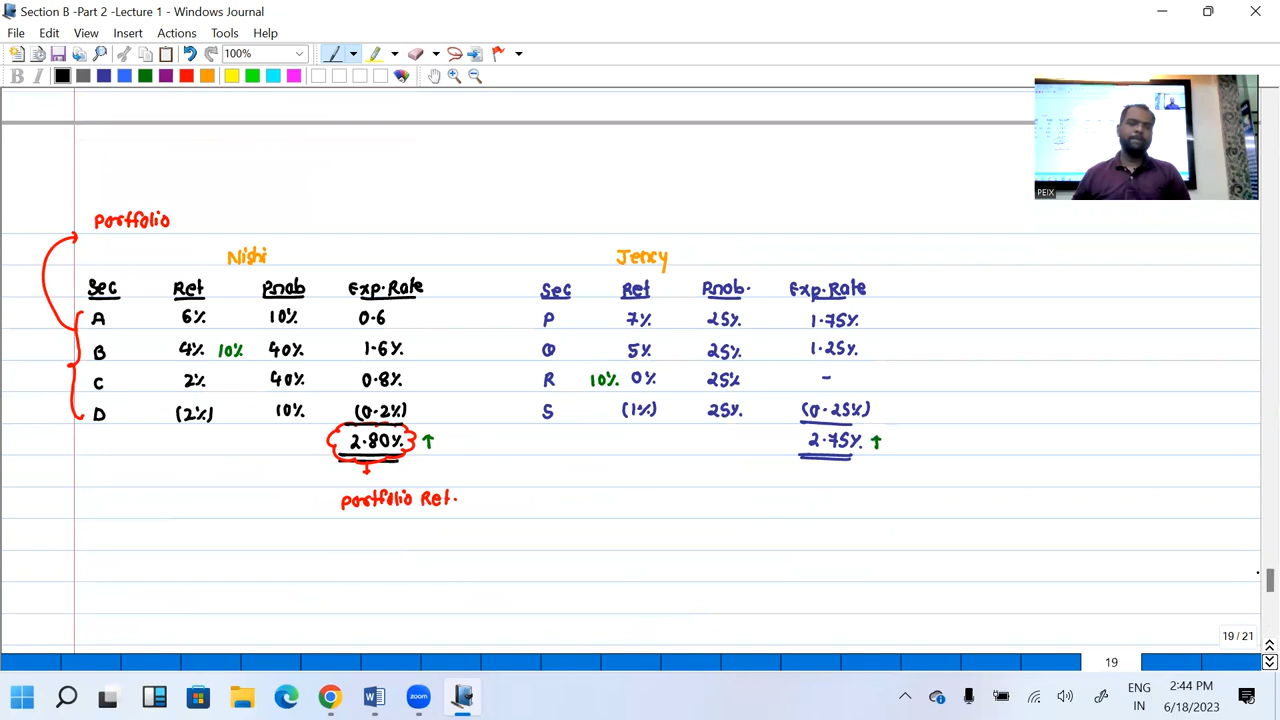 Section B -Part 2 -Lecture 1 - Windows Journal
File Edit View Insert Actions Tools Help
100%
B I
PEIX
Portfolio
Nishi Jency
Sec Ret Prob Exp.Rate Sec Ret Prob. Exp.Rate
A 6% 10% 0.6 P 7% 25% 1.75%
B 4% 10% 40% 1.6% Q 5% 25% 1.25%
C 2% 40% 0.8% R 10% 0% 25% -
D (2%) 10% (0.2%) S (1%) 25% (0.25%)
2.80% ↑ 2.75% ↑
Portfolio Ret.
19 / 21
19
ENG
IN
2:44 PM
6/18/2023
zoom